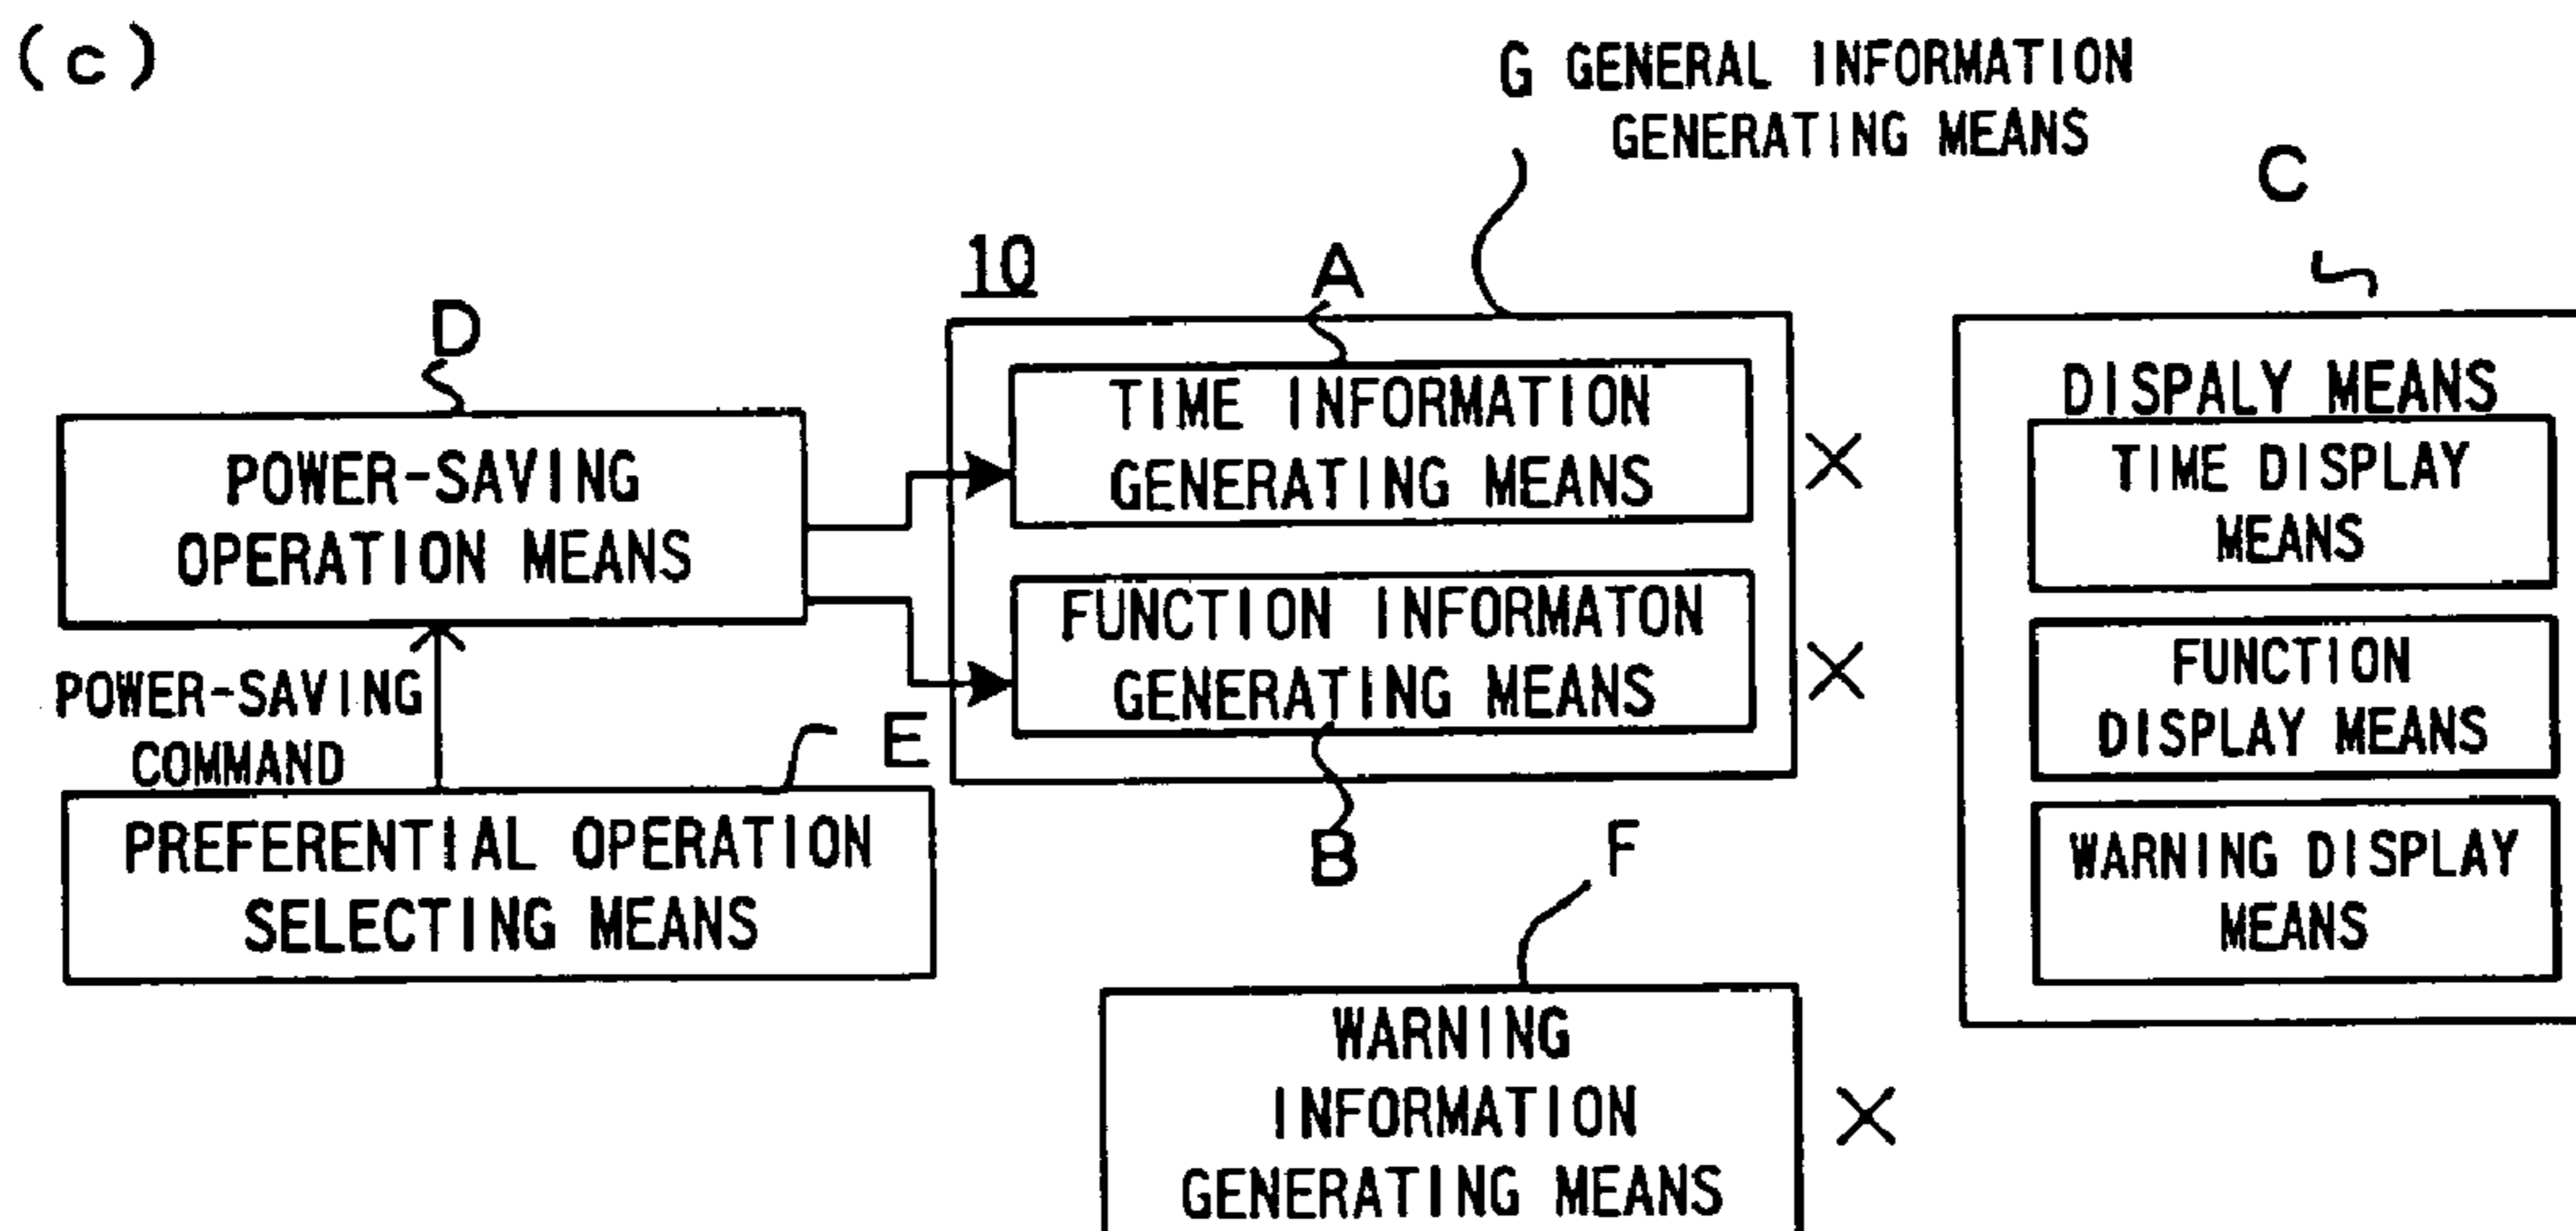 (c)
G GENERAL INFORMATION
GENERATING MEANS
C
10
A
D
POWER-SAVING
OPERATION MEANS
TIME INFORMATION
GENERATING MEANS
×
DISPALY MEANS
TIME DISPLAY
MEANS
FUNCTION INFORMATON
GENERATING MEANS
×
FUNCTION
DISPLAY MEANS
POWER-SAVING
COMMAND
E
B
F
PREFERENTIAL OPERATION
SELECTING MEANS
WARNING DISPLAY
MEANS
WARNING
INFORMATION
GENERATING MEANS
×